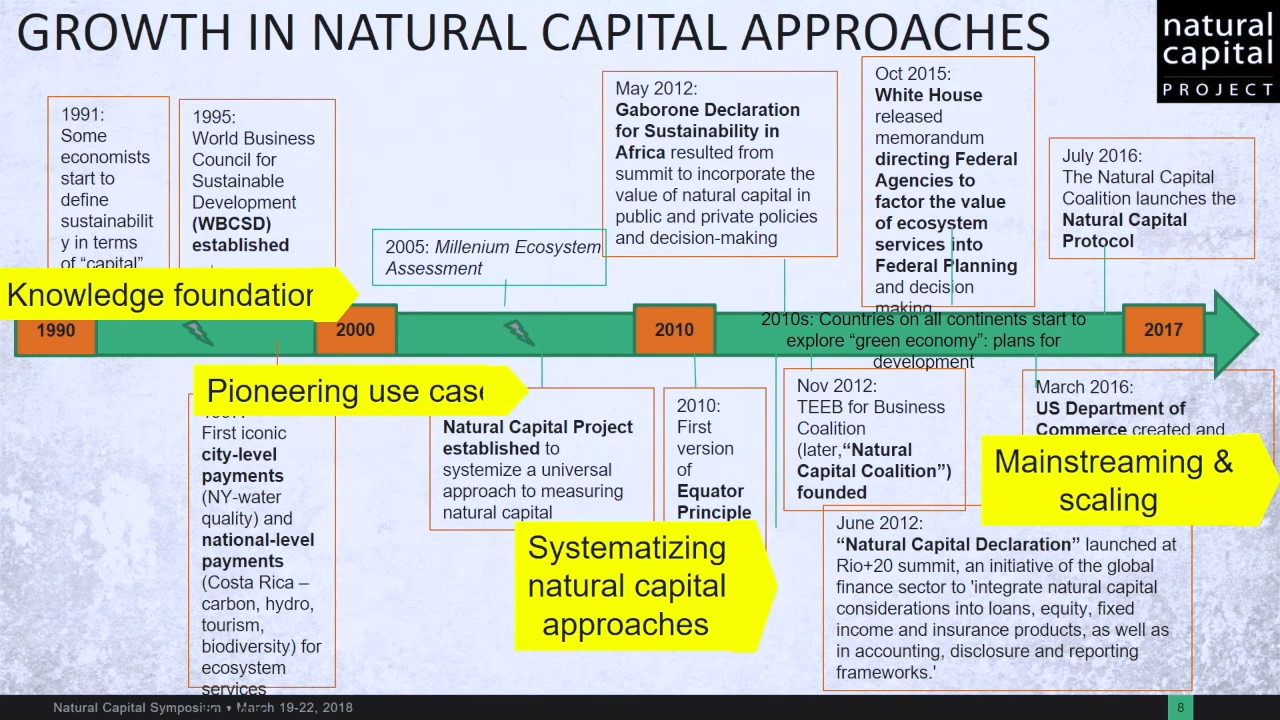 GROWTH IN NATURAL CAPITAL APPROACHES
natural
capital
PROJECT
1991:
Some
economists
start to
define
sustainabilit
y in terms
of “capital”
1995:
World Business
Council for
Sustainable
Development
(WBCSD)
established
2005: Millenium Ecosystem
Assessment
May 2012:
Gaborone Declaration
for Sustainability in
Africa resulted from
summit to incorporate the
value of natural capital in
public and private policies
and decision-making
Oct 2015:
White House
released
memorandum
directing Federal
Agencies to
factor the value
of ecosystem
services into
Federal Planning
and decision
making
July 2016:
The Natural Capital
Coalition launches the
Natural Capital
Protocol
Knowledge foundation
1990
2000
2010
2010s: Countries on all continents start to
explore “green economy”: plans for
development
2017
Pioneering use case
First iconic
city-level
payments
(NY-water
quality) and
national-level
payments
(Costa Rica –
carbon, hydro,
tourism,
biodiversity) for
ecosystem
services
Natural Capital Project
established to
systemize a universal
approach to measuring
natural capital
2010:
First
version
of
Equator
Principle
Systematizing
natural capital
approaches
Nov 2012:
TEEB for Business
Coalition
(later,“Natural
Capital Coalition”)
founded
March 2016:
US Department of
Commerce created and
Mainstreaming &
scaling
June 2012:
“Natural Capital Declaration” launched at
Rio+20 summit, an initiative of the global
finance sector to 'integrate natural capital
considerations into loans, equity, fixed
income and insurance products, as well as
in accounting, disclosure and reporting
frameworks.'
Natural Capital Symposium • March 19-22, 2018
8